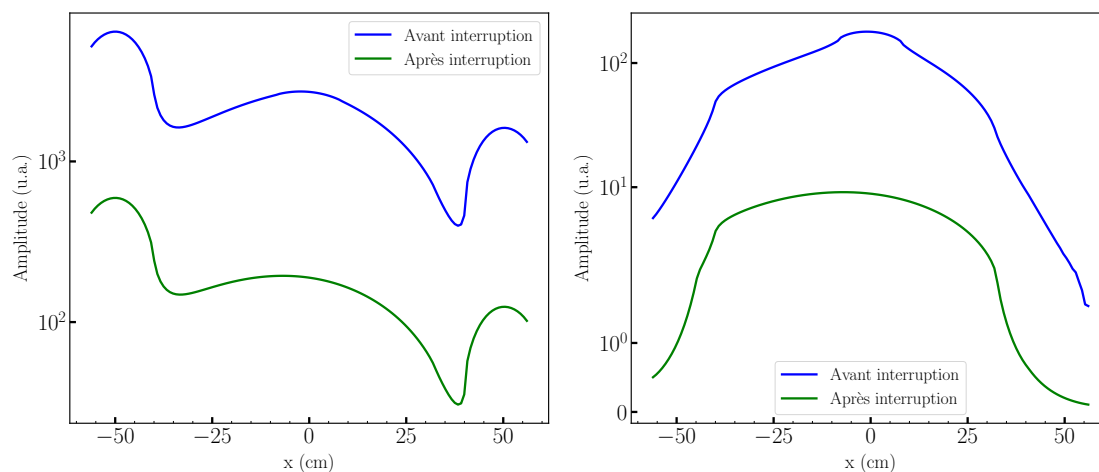 Avant interruption
Après interruption
10³
10²
Amplitude (u.a.)
−50
−25
0
25
50
x (cm)
10²
10¹
10⁰
0
Amplitude (u.a.)
Avant interruption
Après interruption
−50
−25
0
25
50
x (cm)